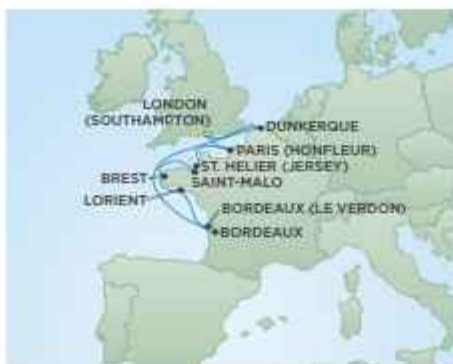 LONDON
(SOUTHAMPTON)
DUNKERQUE
PARIS (HONFLEUR)
ST. HELIER (JERSEY)
BREST
SAINT-MALO
LORIENT
BORDEAUX (LE VERDON)
BORDEAUX